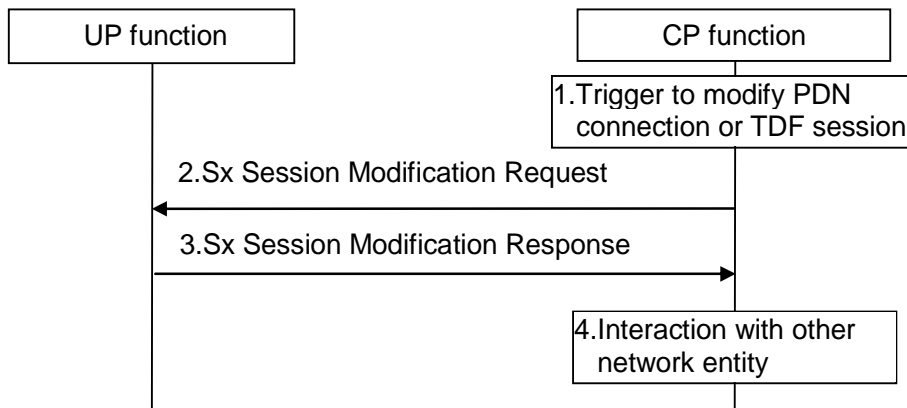 UP function
CP function
1.Trigger to modify PDN
connection or TDF session
2.Sx Session Modification Request
3.Sx Session Modification Response
4.Interaction with other
network entity